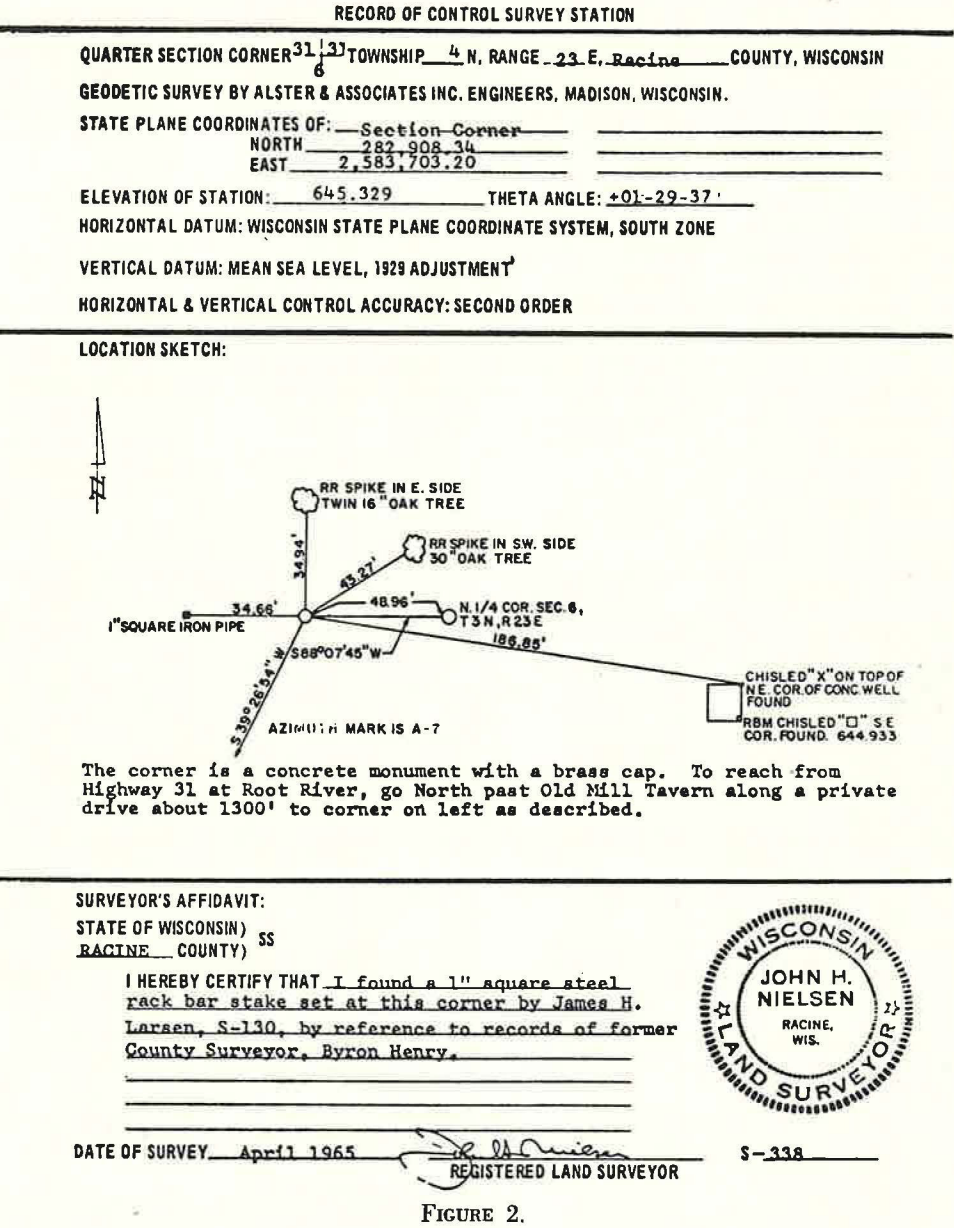 RECORD OF CONTROL SURVEY STATION
QUARTER SECTION CORNER 31 31 6 TOWNSHIP 4 N, RANGE 23 E, Racine COUNTY, WISCONSIN
GEODETIC SURVEY BY ALSTER & ASSOCIATES INC. ENGINEERS, MADISON, WISCONSIN.
STATE PLANE COORDINATES OF: Section Corner
NORTH 282,908.34
EAST 2,583,703.20
ELEVATION OF STATION: 645.329 THETA ANGLE: +01-29-37
HORIZONTAL DATUM: WISCONSIN STATE PLANE COORDINATE SYSTEM, SOUTH ZONE
VERTICAL DATUM: MEAN SEA LEVEL, 1929 ADJUSTMENT
HORIZONTAL & VERTICAL CONTROL ACCURACY: SECOND ORDER
LOCATION SKETCH:
N
RR SPIKE IN E. SIDE
TWIN 16" OAK TREE
34.94'
RR SPIKE IN SW. SIDE
30" OAK TREE
43.27'
48.96'
N. 1/4 COR. SEC. 6,
T3N, R23E
34.66'
1" SQUARE IRON PIPE
S88°07'45"W
186.85'
S 39°26'54" W
AZIMUTH MARK IS A-7
CHISLED "X" ON TOP OF
N E. COR. OF CONC. WELL
FOUND
RBM CHISLED "□" S E
COR. FOUND. 644.933
The corner is a concrete monument with a brass cap. To reach from
Highway 31 at Root River, go North past Old Mill Tavern along a private
drive about 1300' to corner on left as described.
SURVEYOR'S AFFIDAVIT:
STATE OF WISCONSIN)
RACINE COUNTY) SS
I HEREBY CERTIFY THAT I found a 1" square steel
rack bar stake set at this corner by James H.
Larsen, S-130, by reference to records of former
County Surveyor, Byron Henry.
WISCONSIN
JOHN H.
NIELSEN
RACINE,
WIS.
LAND SURVEYOR
DATE OF SURVEY April 1965
REGISTERED LAND SURVEYOR
S-338
FIGURE 2.